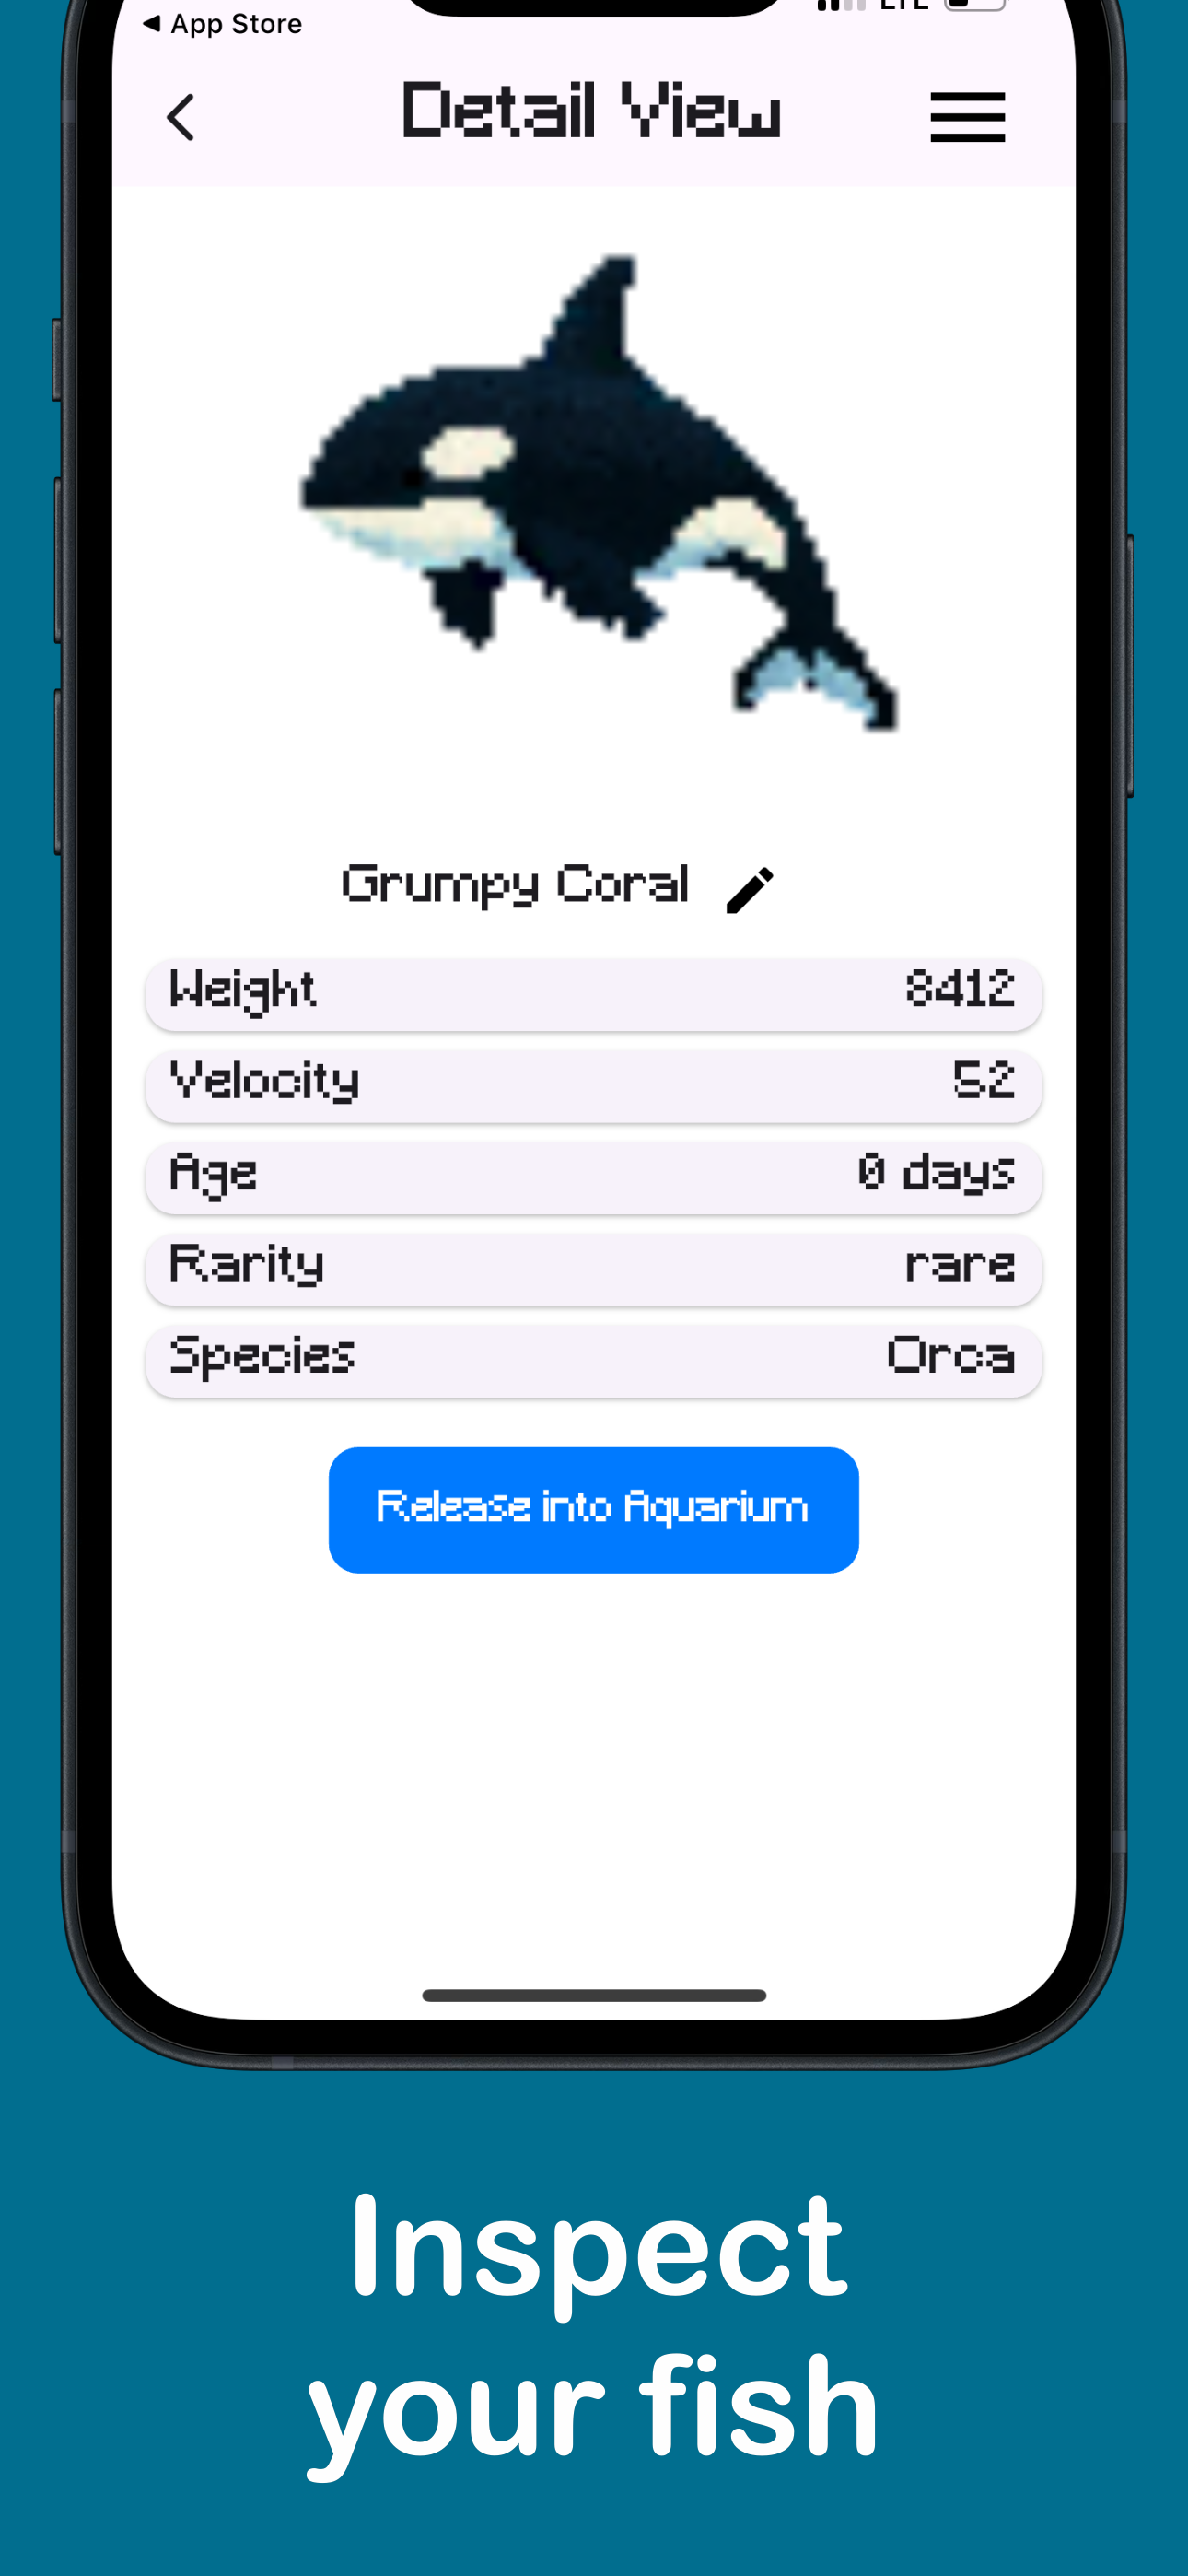 ◀ App Store
LTE
Detail View
Grumpy Coral
Weight 8412
Velocity 52
Age 0 days
Rarity rare
Species Orca
Release into Aquarium
Inspect
your fish